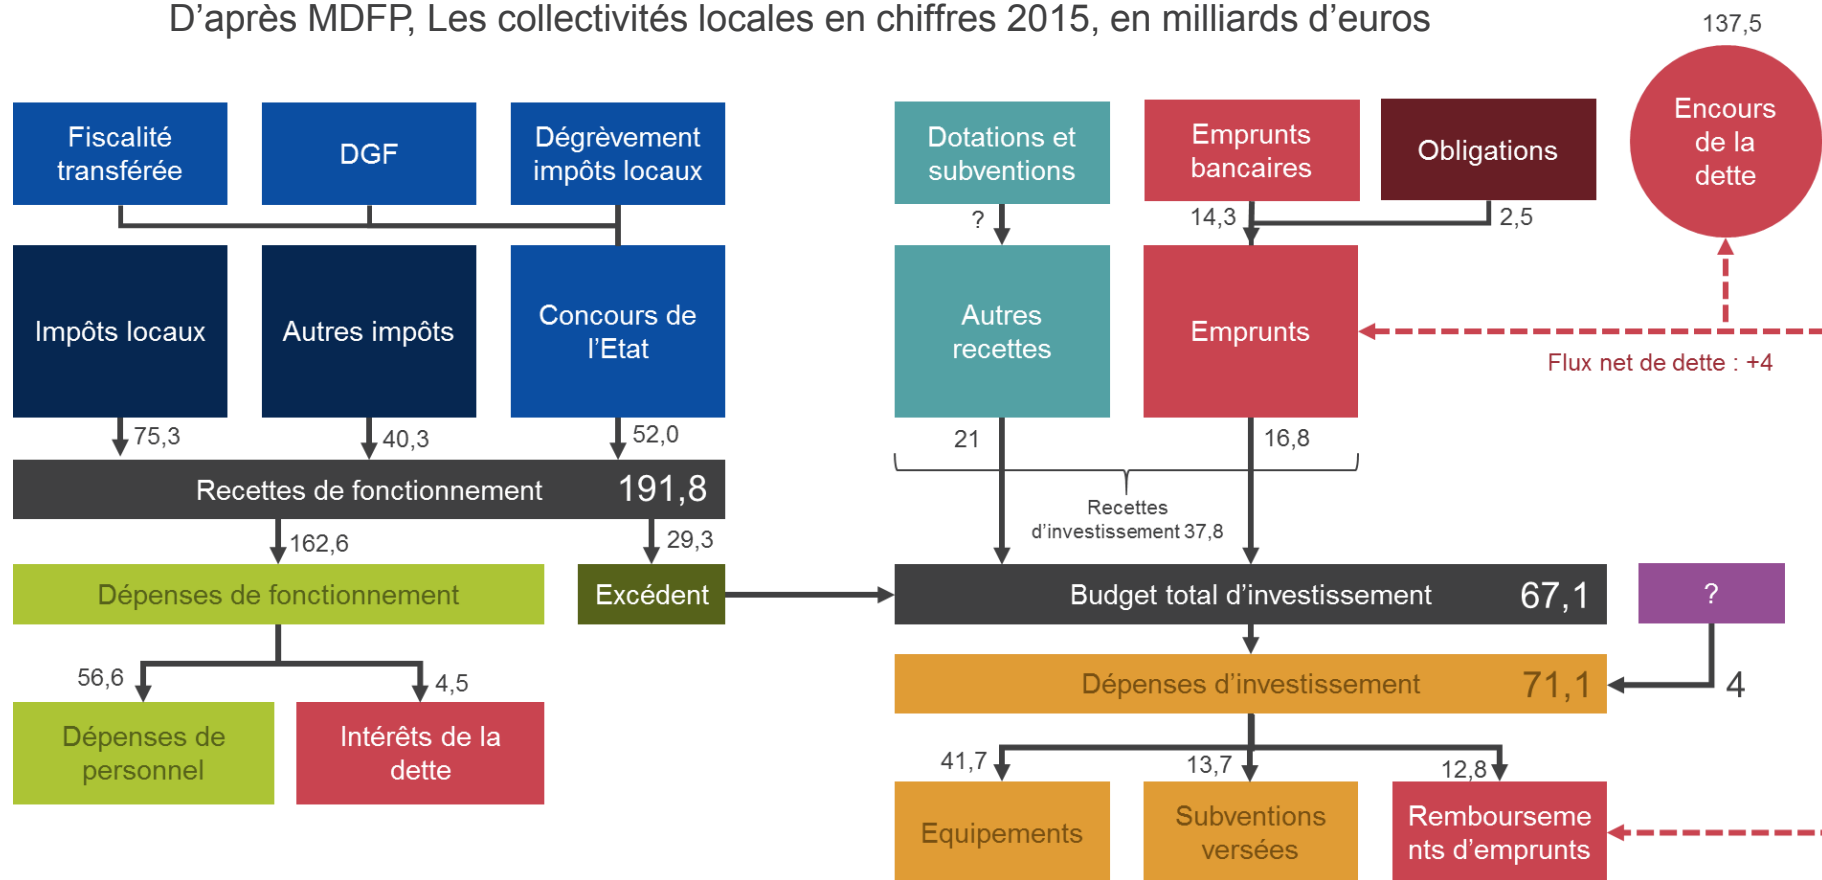 D’après MDFP, Les collectivités locales en chiffres 2015, en milliards d’euros
137,5
Fiscalité
transférée
DGF
Dégrèvement
impôts locaux
Dotations et
subventions
Emprunts
bancaires
Obligations
Encours
de la
dette
?
14,3
2,5
Impôts locaux
Autres impôts
Concours de
l’Etat
Autres
recettes
Emprunts
Flux net de dette : +4
75,3
40,3
52,0
21
16,8
Recettes de fonctionnement
191,8
Recettes
d’investissement 37,8
162,6
29,3
Dépenses de fonctionnement
Excédent
Budget total d’investissement
67,1
?
56,6
4,5
Dépenses d’investissement
71,1
4
Dépenses de
personnel
Intérêts de la
dette
41,7
13,7
12,8
Equipements
Subventions
versées
Rembourseme
nts d’emprunts